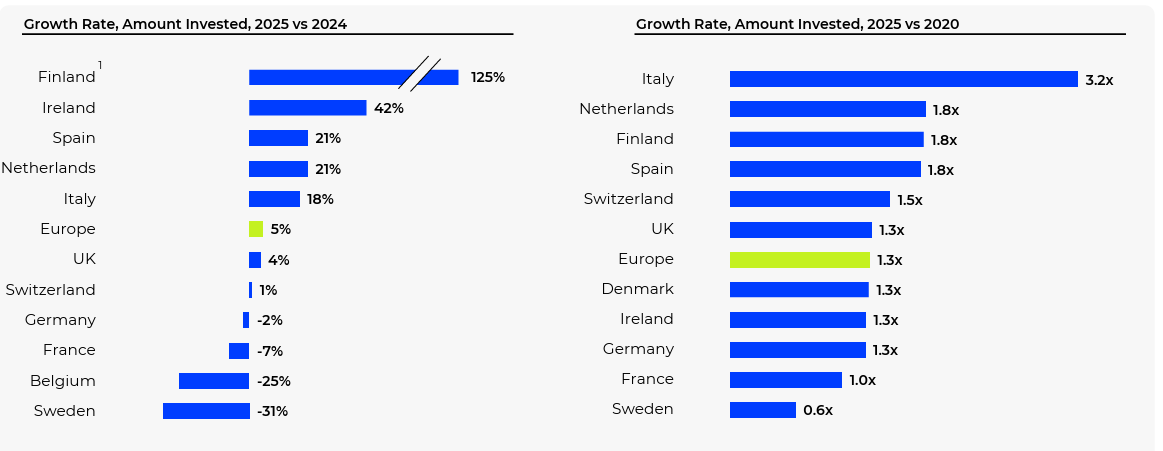 Growth Rate, Amount Invested, 2025 vs 2024
Finland 1 125%
Ireland 42%
Spain 21%
Netherlands 21%
Italy 18%
Europe 5%
UK 4%
Switzerland 1%
Germany -2%
France -7%
Belgium -25%
Sweden -31%
Growth Rate, Amount Invested, 2025 vs 2020
Italy 3.2x
Netherlands 1.8x
Finland 1.8x
Spain 1.8x
Switzerland 1.5x
UK 1.3x
Europe 1.3x
Denmark 1.3x
Ireland 1.3x
Germany 1.3x
France 1.0x
Sweden 0.6x